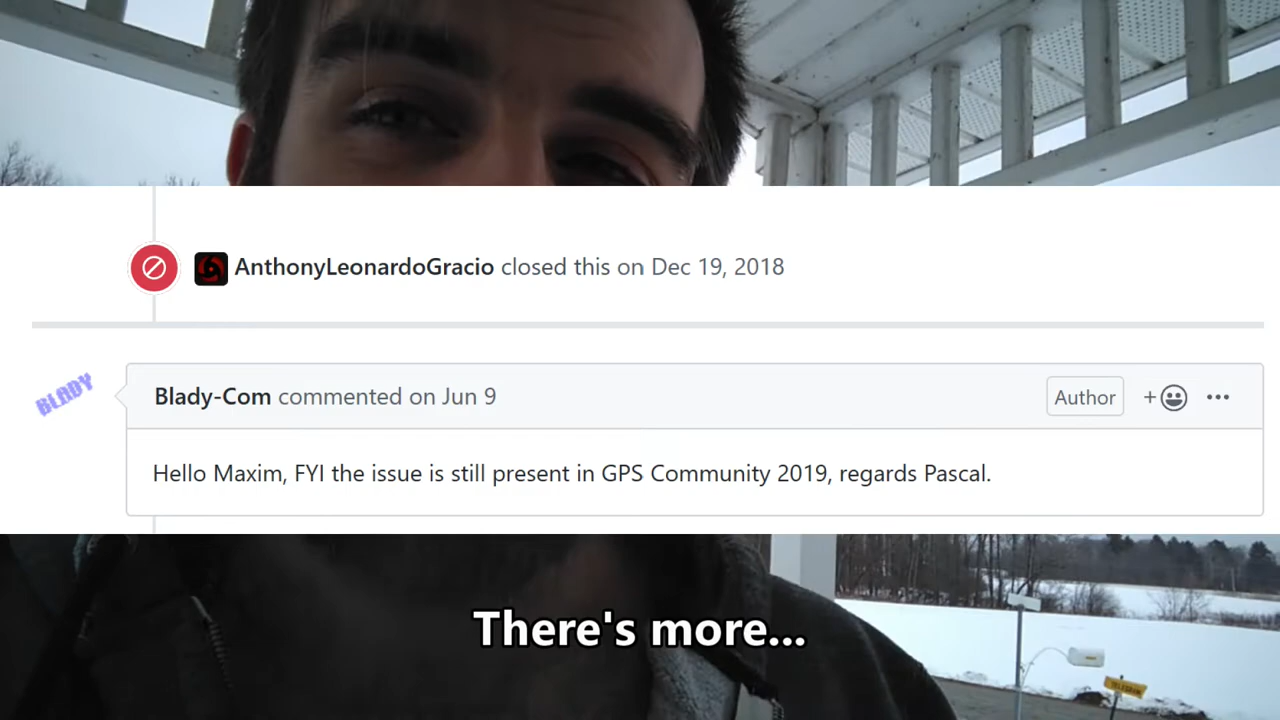 AnthonyLeonardoGracio closed this on Dec 19, 2018
BLADY
Blady-Com commented on Jun 9
Author
Hello Maxim, FYI the issue is still present in GPS Community 2019, regards Pascal.
There's more...